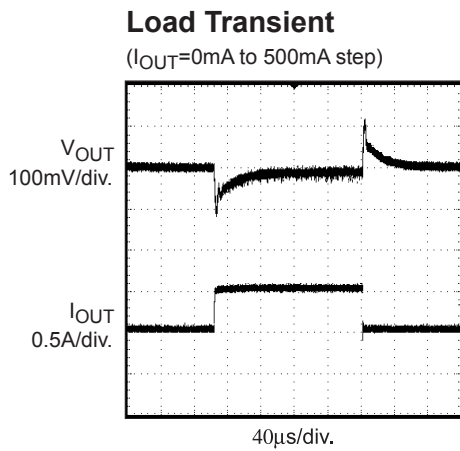 Load Transient
(IOUT=0mA to 500mA step)
VOUT
100mV/div.
IOUT
0.5A/div.
40µs/div.